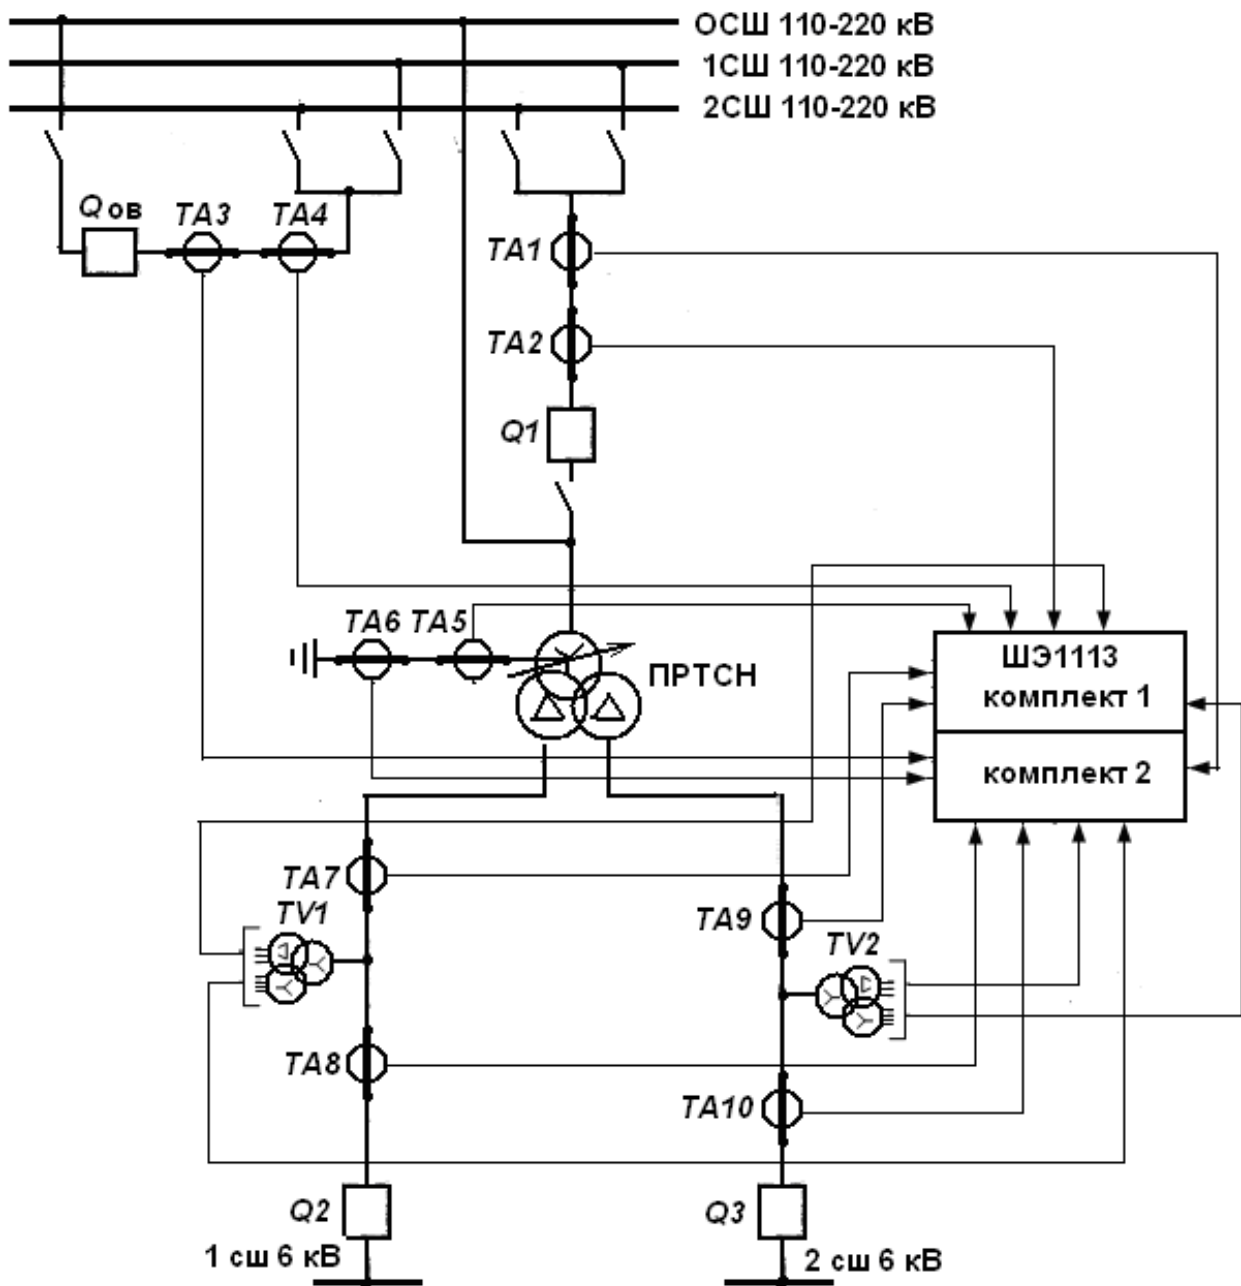 ОСШ 110-220 кВ
1СШ 110-220 кВ
2СШ 110-220 кВ
Qов
TA3
TA4
TA1
TA2
Q1
TA6
TA5
ПРТСН
ШЭ1113
комплект 1
комплект 2
TA7
TV1
TA9
TV2
TA8
TA10
Q2
Q3
1 сш 6 кВ
2 сш 6 кВ